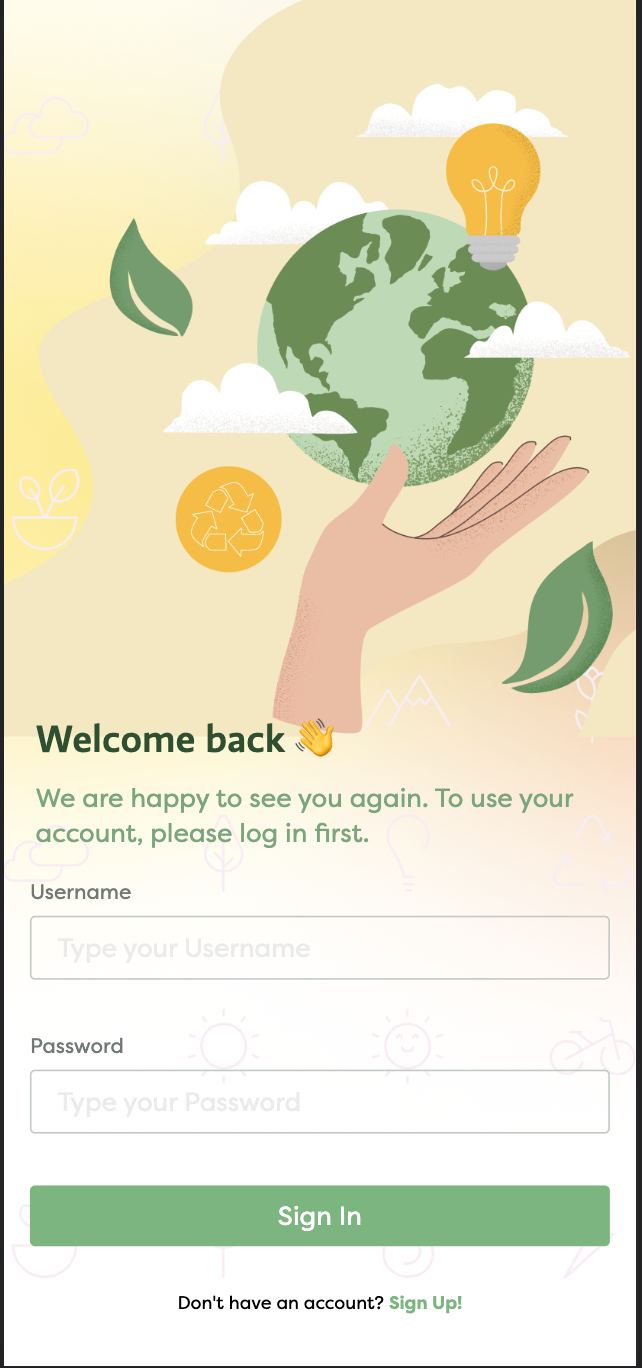 Welcome back 👋
We are happy to see you again. To use your
account, please log in first.
Username
Type your Username
Password
Type your Password
Sign In
Don't have an account? Sign Up!